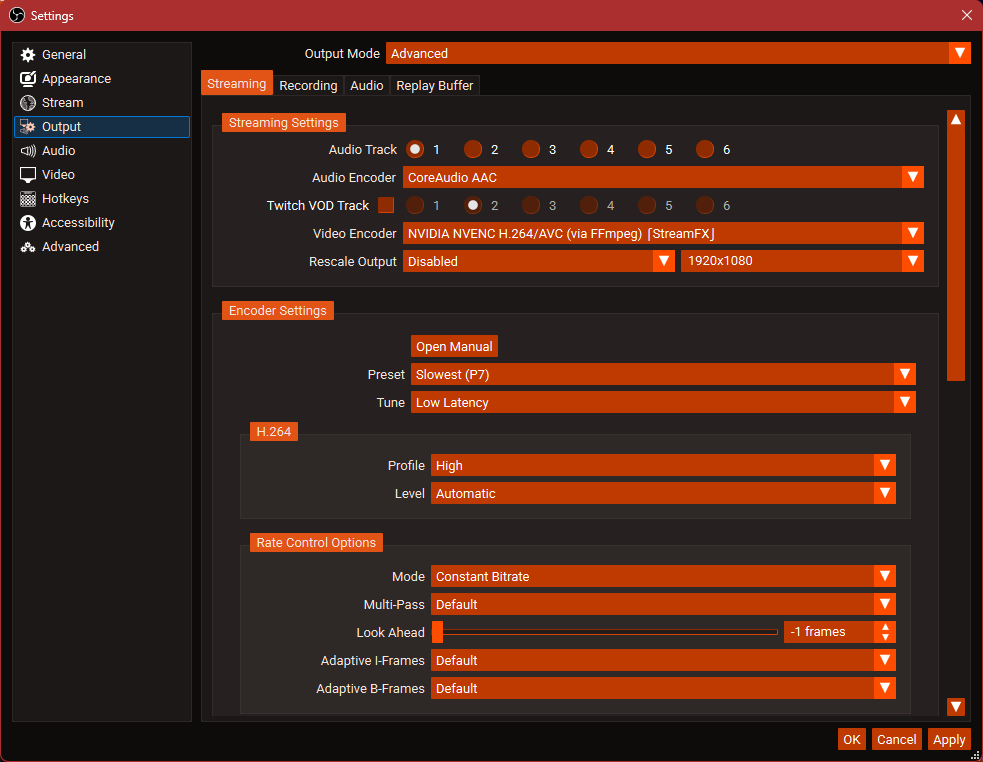 Settings
General
Appearance
Stream
Output
Audio
Video
Hotkeys
Accessibility
Advanced
Output Mode Advanced
Streaming Recording Audio Replay Buffer
Streaming Settings
Audio Track 1 2 3 4 5 6
Audio Encoder CoreAudio AAC
Twitch VOD Track 1 2 3 4 5 6
Video Encoder NVIDIA NVENC H.264/AVC (via FFmpeg) ⌈StreamFX⌋
Rescale Output Disabled 1920x1080
Encoder Settings
Open Manual
Preset Slowest (P7)
Tune Low Latency
H.264
Profile High
Level Automatic
Rate Control Options
Mode Constant Bitrate
Multi-Pass Default
Look Ahead -1 frames
Adaptive I-Frames Default
Adaptive B-Frames Default
OK Cancel Apply